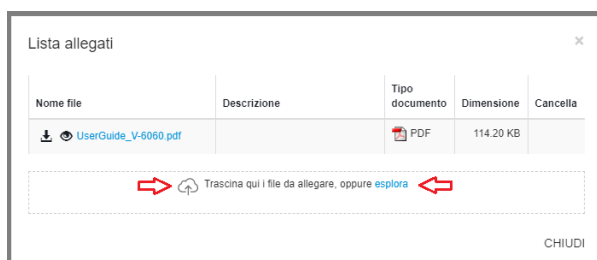 Lista allegati ×
Nome file Descrizione Tipo documento Dimensione Cancella
UserGuide_V-6060.pdf PDF 114.20 KB
Trascina qui i file da allegare, oppure esplora
CHIUDI